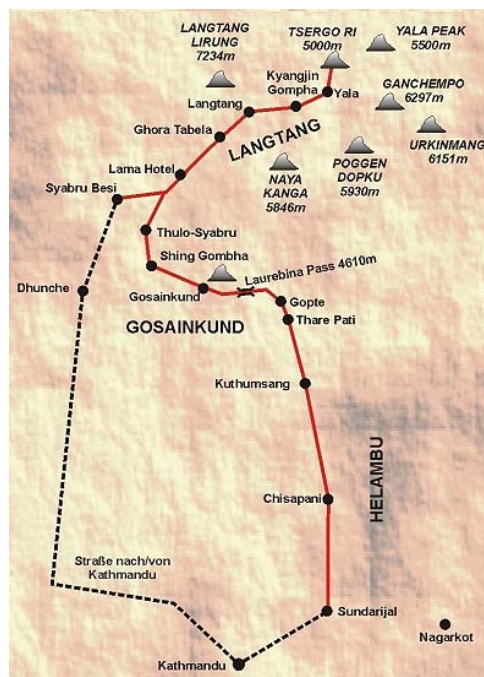 LANGTANG
LIRUNG
7234m
TSERGO RI
5000m
YALA PEAK
5500m
Kyangjin
Gompha
Yala
GANCHEMPO
6297m
Langtang
URKINMANG
6151m
Ghora Tabela
LANGTANG
POGGEN
DOPKU
5930m
NAYA
KANGA
5846m
Lama Hotel
Syabru Besi
Thulo-Syabru
Shing Gombha
Laurebina Pass 4610m
Dhunche
Gosainkund
Gopte
GOSAINKUND
Thare Pati
Kuthumsang
HELAMBU
Chisapani
Straße nach/von
Kathmandu
Sundarijal
Nagarkot
Kathmandu